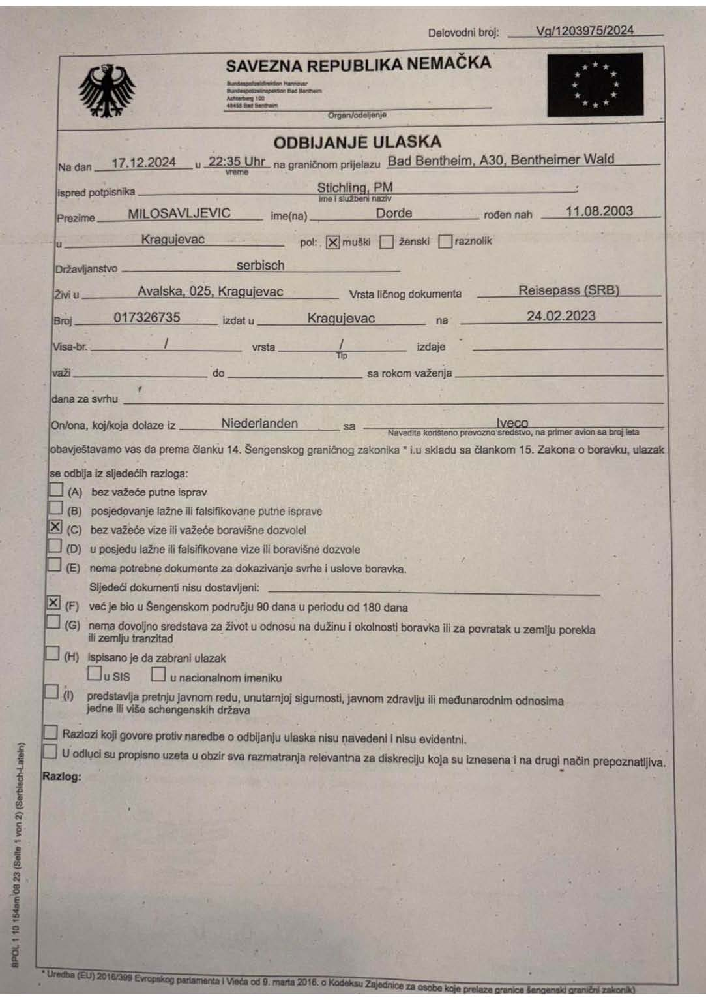 Delovodni broj: Vg/1203975/2024
SAVEZNA REPUBLIKA NEMAČKA
Bundespolizeidirektion Hannover
Bundespolizeiinspektion Bad Bentheim
Achterberg 100
48455 Bad Bentheim
Organ/odeljenje
ODBIJANJE ULASKA
Na dan 17.12.2024 u 22:35 Uhr na graničnom prijelazu Bad Bentheim, A30, Bentheimer Wald
vreme
ispred potpisnika Stichling, PM :
ime i službeni naziv
Prezime MILOSAVLJEVIC ime(na) Dorde rođen nah 11.08.2003
u Kragujevac pol: X muški ženski raznolik
Državljanstvo serbisch
Živi u Avalska, 025, Kragujevac Vrsta ličnog dokumenta Reisepass (SRB)
Broj 017326735 izdat u Kragujevac na 24.02.2023
Visa-br. / vrsta / izdaje
Tip
važi do sa rokom važenja
dana za svrhu
On/ona, koj/koja dolaze iz Niederlanden sa Iveco
Navedite korišteno prevozno sredstvo, na primer avion sa broj leta
obavještavamo vas da prema članku 14. Šengenskog graničnog zakonika * i.u skladu sa člankom 15. Zakona o boravku, ulazak
se odbija iz sljedećih razloga:
(A) bez važeće putne isprav
(B) posjedovanje lažne ili falsifikovane putne isprave
X (C) bez važeće vize ili važeće boravišne dozvolel
(D) u posjedu lažne ili falsifikovane vize ili boravišne dozvole
(E) nema potrebne dokumente za dokazivanje svrhe i uslove boravka.
Sljedeći dokumenti nisu dostavljeni:
X (F) već je bio u Šengenskom području 90 dana u periodu od 180 dana
(G) nema dovoljno sredstava za život u odnosu na dužinu i okolnosti boravka ili za povratak u zemlju porekla
ili zemlju tranzitad
(H) ispisano je da zabrani ulazak
u SIS u nacionalnom imeniku
(I) predstavlja pretnju javnom redu, unutarnjoj sigurnosti, javnom zdravlju ili međunarodnim odnosima
jedne ili više schengenskih država
Razlozi koji govore protiv naredbe o odbijanju ulaska nisu navedeni i nisu evidentni.
U odluci su propisno uzeta u obzir sva razmatranja relevantna za diskreciju koja su iznesena i na drugi način prepoznatljiva.
Razlog:
BPOL 1 10 154am 08 23 (Seite 1 von 2) (Serbisch-Latein)
* Uredba (EU) 2016/399 Evropskog parlamenta i Vieća od 9. marta 2016. o Kodeksu Zajednice za osobe koje prelaze granice šengenski granični zakonik)